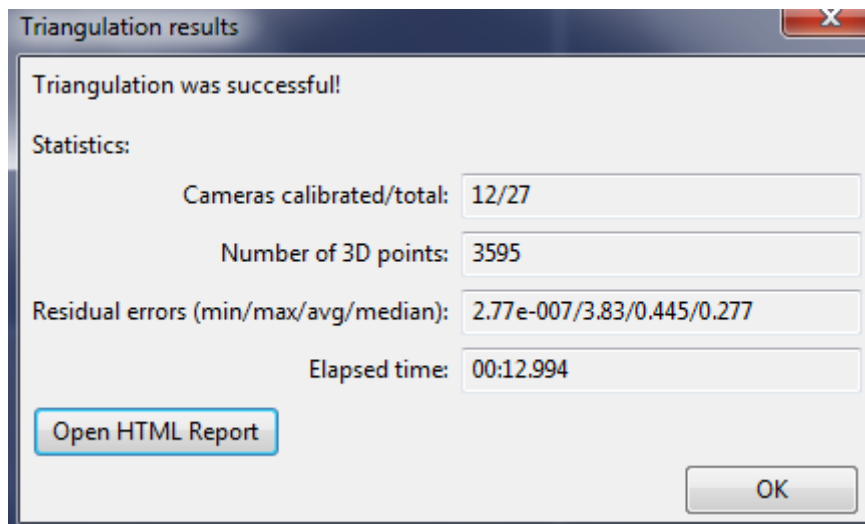 Triangulation results
Triangulation was successful!
Statistics:
Cameras calibrated/total: 12/27
Number of 3D points: 3595
Residual errors (min/max/avg/median): 2.77e-007/3.83/0.445/0.277
Elapsed time: 00:12.994
Open HTML Report
OK